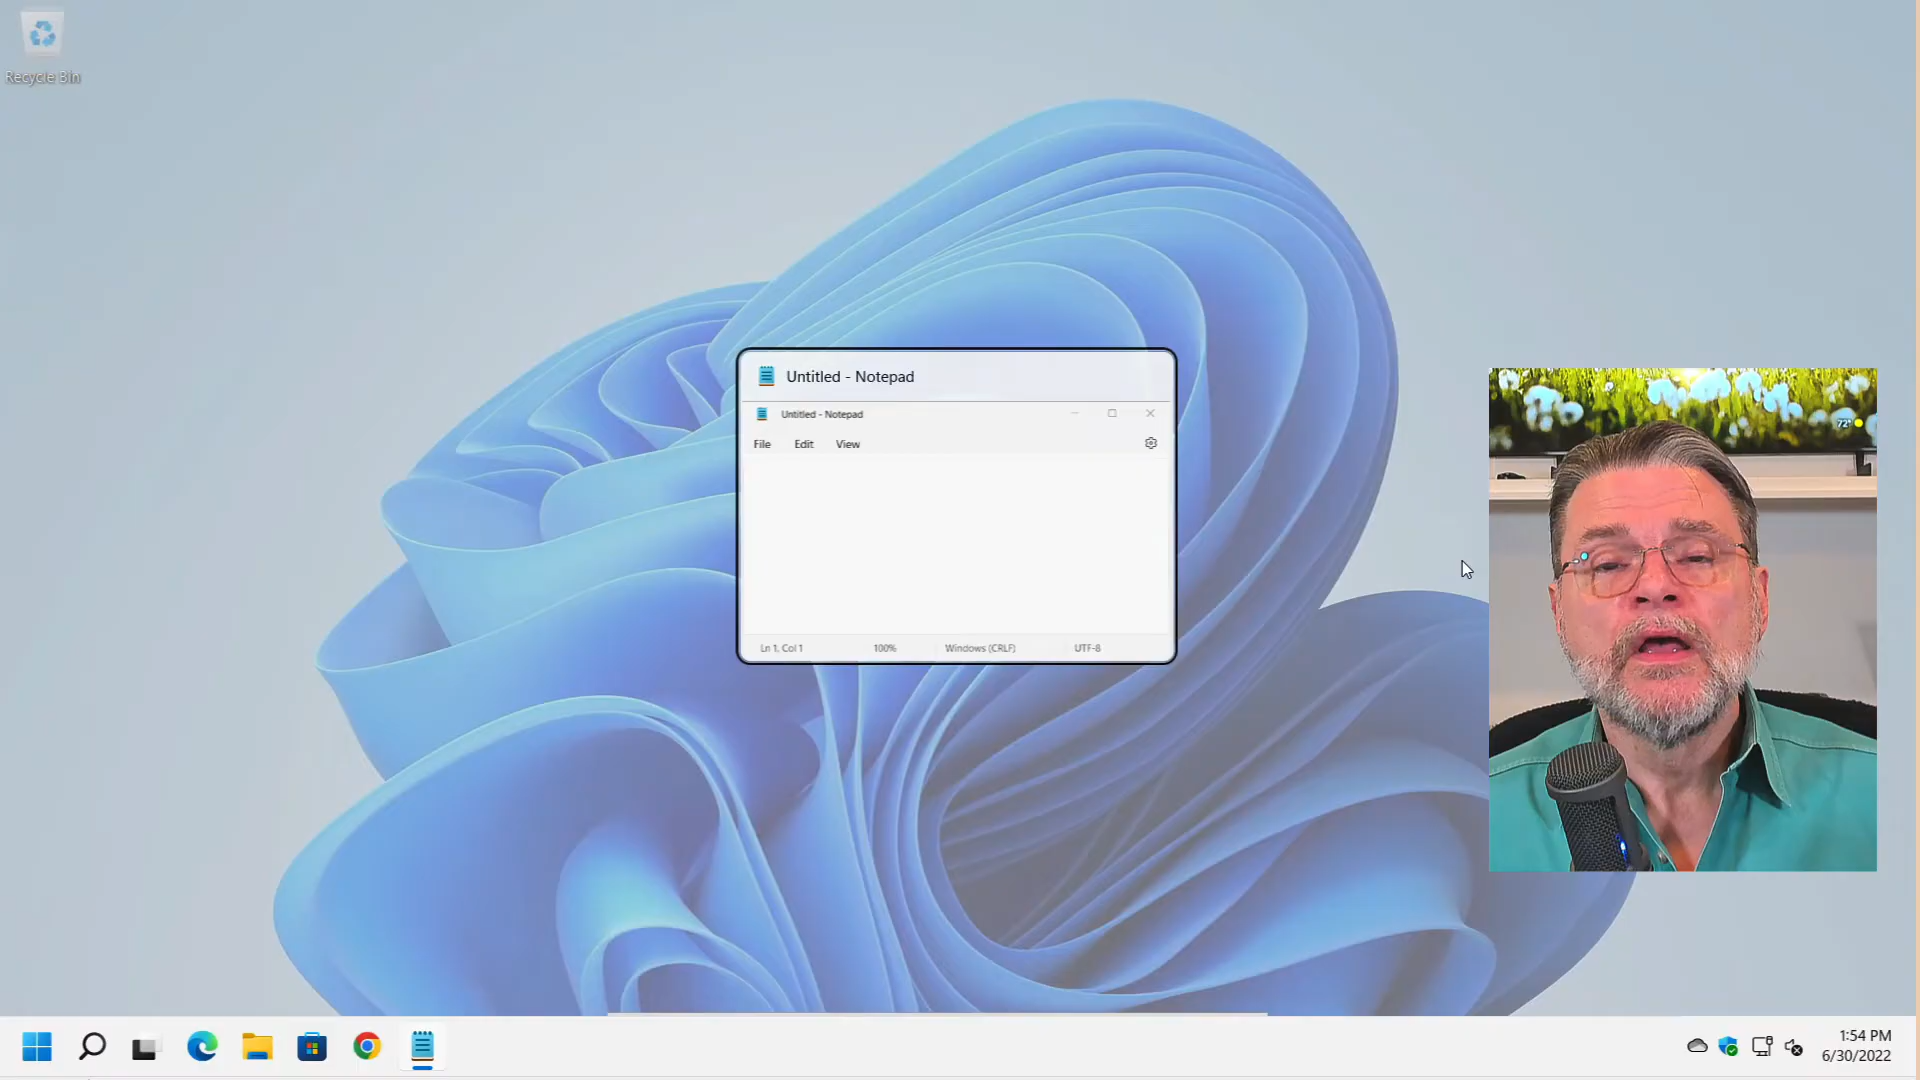 Recycle Bin
Untitled - Notepad
Untitled - Notepad
File Edit View
Ln 1, Col 1 100% Windows (CRLF) UTF-8
72°
1:54 PM
6/30/2022